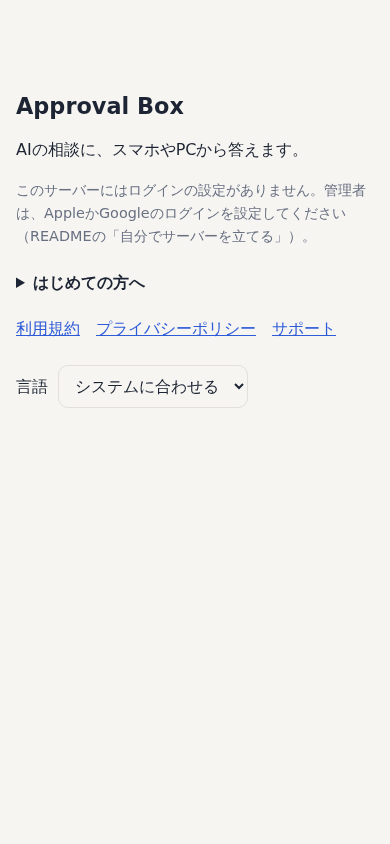 Approval Box
AIの相談に、スマホやPCから答えます。
このサーバーにはログインの設定がありません。管理者
は、AppleかGoogleのログインを設定してください
（READMEの「自分でサーバーを立てる」）。
はじめての方へ
利用規約 プライバシーポリシー サポート
言語 システムに合わせる